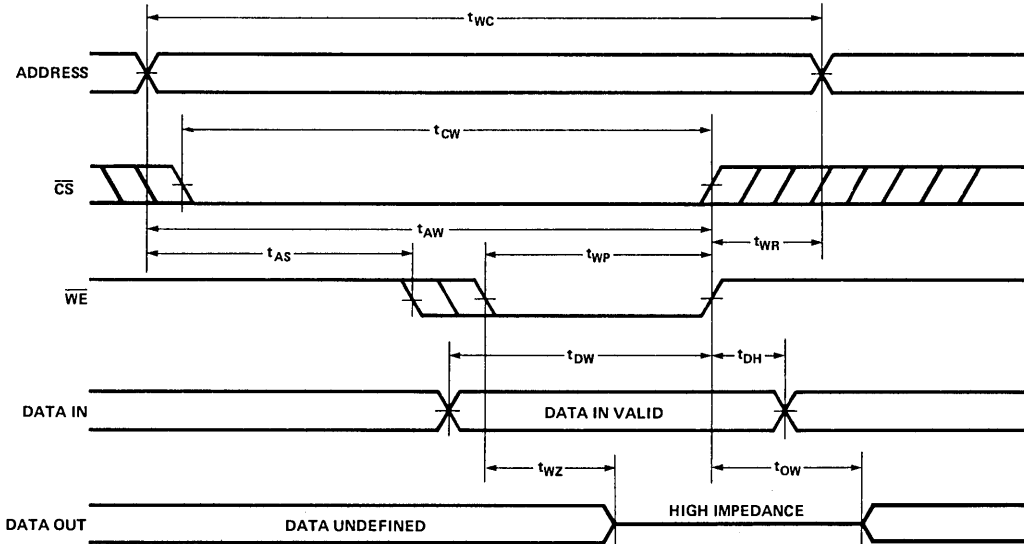 tWC
ADDRESS
tCW
CS
tAW
tAS
tWP
tWR
WE
tDW
tDH
DATA IN
DATA IN VALID
tWZ
tOW
DATA OUT
DATA UNDEFINED
HIGH IMPEDANCE